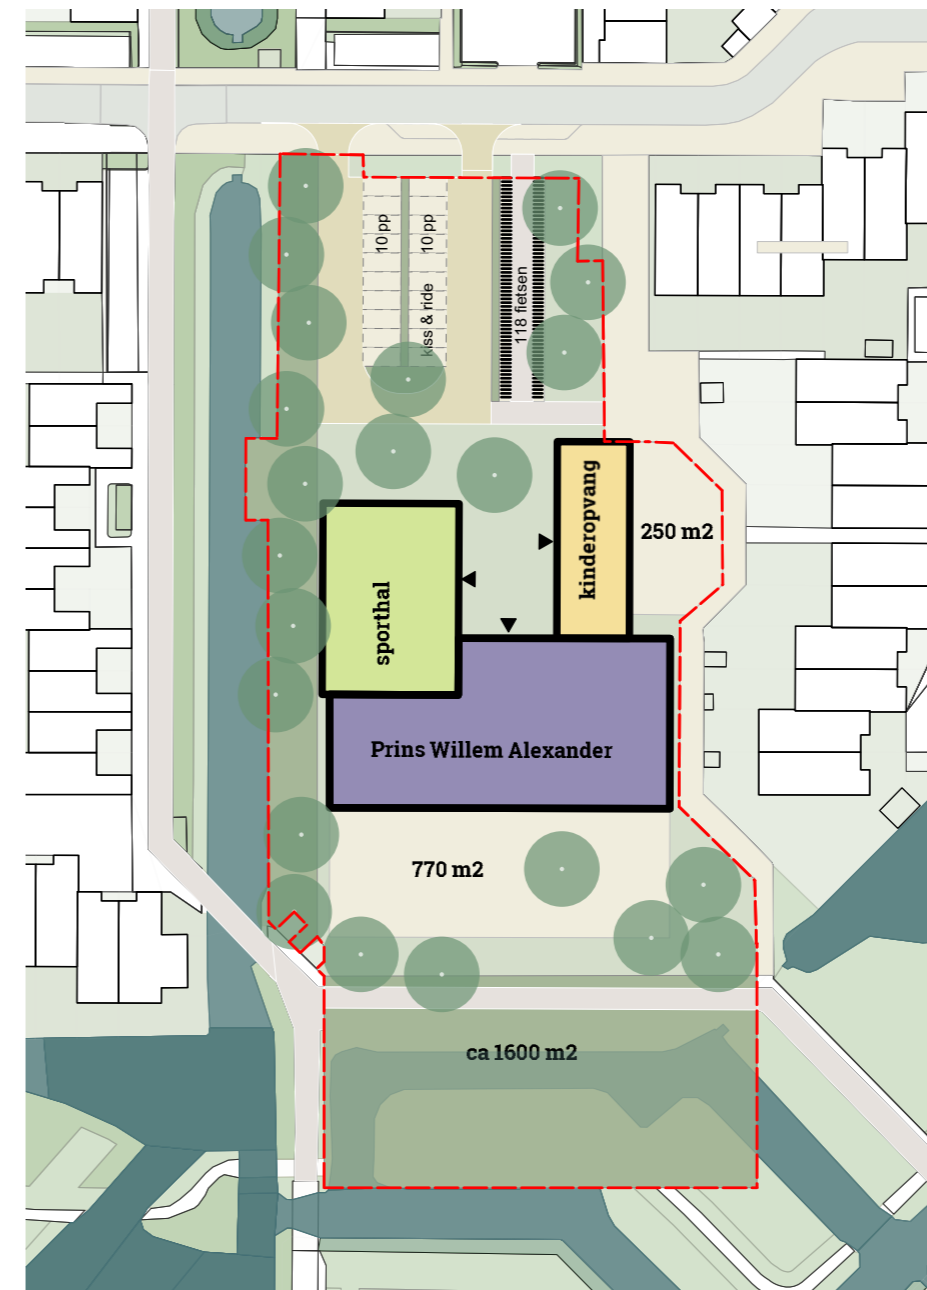 10 pp
10 pp
kiss & ride
118 fietsen
kinderopvang
250 m2
sporthal
Prins Willem Alexander
770 m2
ca 1600 m2